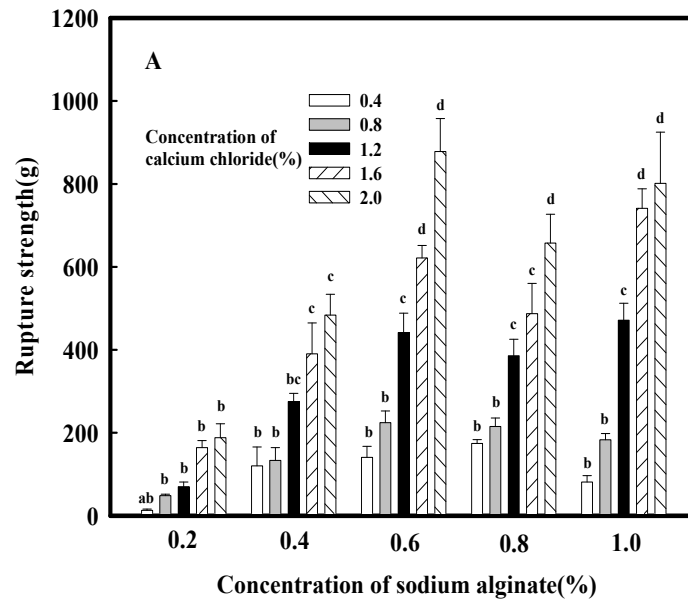 1200
A
1000
800
600
400
200
0
Rupture strength(g)
Concentration of
calcium chloride(%)
0.4
0.8
1.2
1.6
2.0
ab b b b b
b b bc c c
b b c d d
b b c c d
b b c d d
0.2 0.4 0.6 0.8 1.0
Concentration of sodium alginate(%)